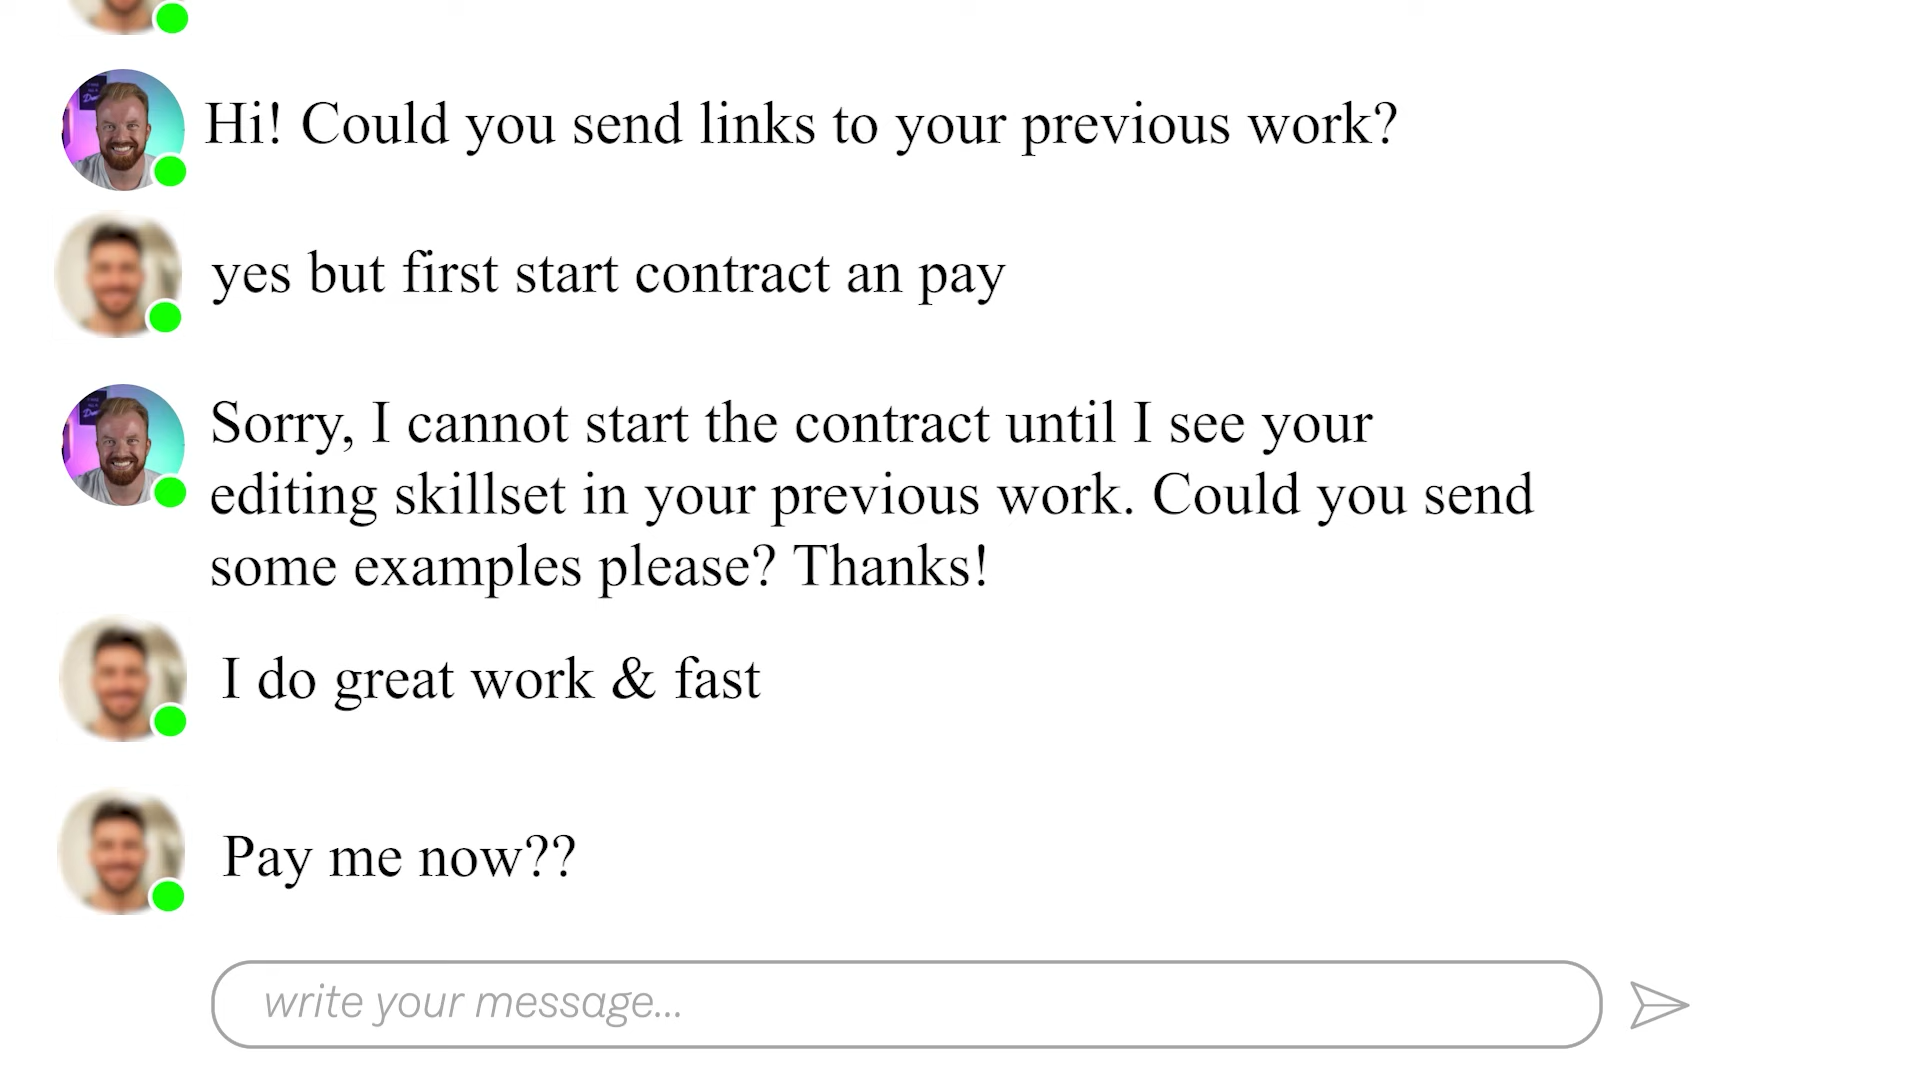 Hi! Could you send links to your previous work?
yes but first start contract an pay
Sorry, I cannot start the contract until I see your
editing skillset in your previous work. Could you send
some examples please? Thanks!
I do great work & fast
Pay me now??
write your message...